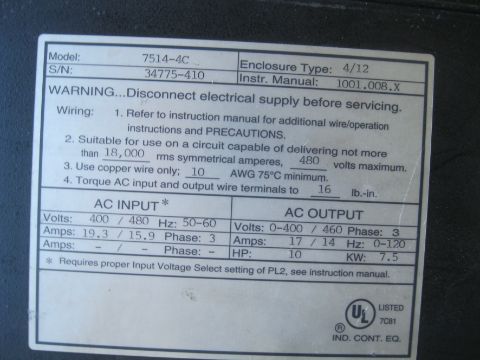 Model: 7514-4C
Enclosure Type: 4/12
S/N: 34775-410
Instr. Manual: 1001.008.X
WARNING...Disconnect electrical supply before servicing.
Wiring: 1. Refer to instruction manual for additional wire/operation
instructions and PRECAUTIONS.
2. Suitable for use on a circuit capable of delivering not more
than 18,000 rms symmetrical amperes, 480 volts maximum.
3. Use copper wire only; 10 AWG 75°C minimum.
4. Torque AC input and output wire terminals to 16 lb.-in.
AC INPUT*
Volts: 400 / 480 Hz: 50-60
Amps: 19.3 / 15.9 Phase: 3
Amps: - / - Phase: -
AC OUTPUT
Volts: 0-400 / 460 Phase: 3
Amps: 17 / 14 Hz: 0-120
HP: 10 KW: 7.5
* Requires proper Input Voltage Select setting of PL2, see instruction manual.
UL ® LISTED
7C81
IND. CONT. EQ.